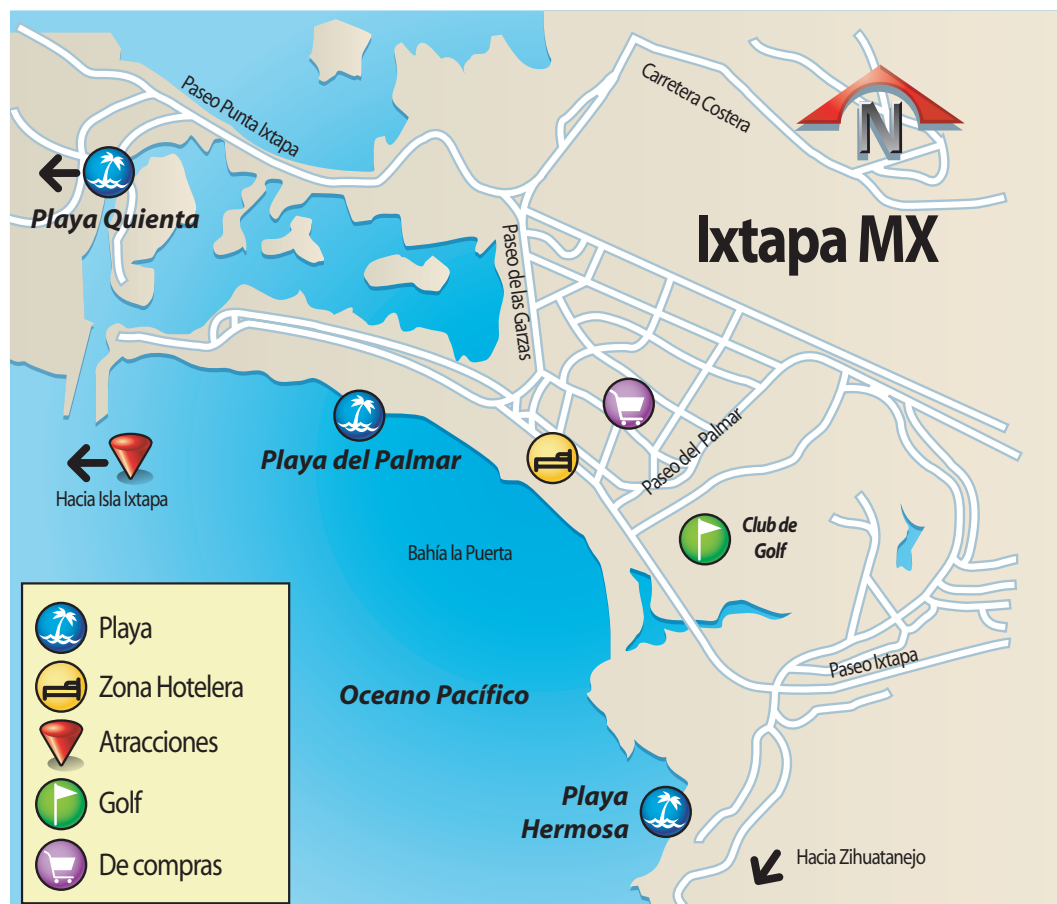 Paseo Punta Ixtapa
Carretera Costera
N
Playa Quienta
Ixtapa MX
Paseo de las Garzas
Playa del Palmar
Paseo del Palmar
Hacia Isla Ixtapa
Club de
Golf
Bahía la Puerta
Playa
Zona Hotelera
Atracciones
Golf
De compras
Oceano Pacífico
Paseo Ixtapa
Playa
Hermosa
Hacia Zihuatanejo